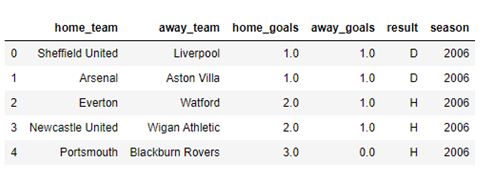 home_team away_team home_goals away_goals result season
0 Sheffield United Liverpool 1.0 1.0 D 2006
1 Arsenal Aston Villa 1.0 1.0 D 2006
2 Everton Watford 2.0 1.0 H 2006
3 Newcastle United Wigan Athletic 2.0 1.0 H 2006
4 Portsmouth Blackburn Rovers 3.0 0.0 H 2006